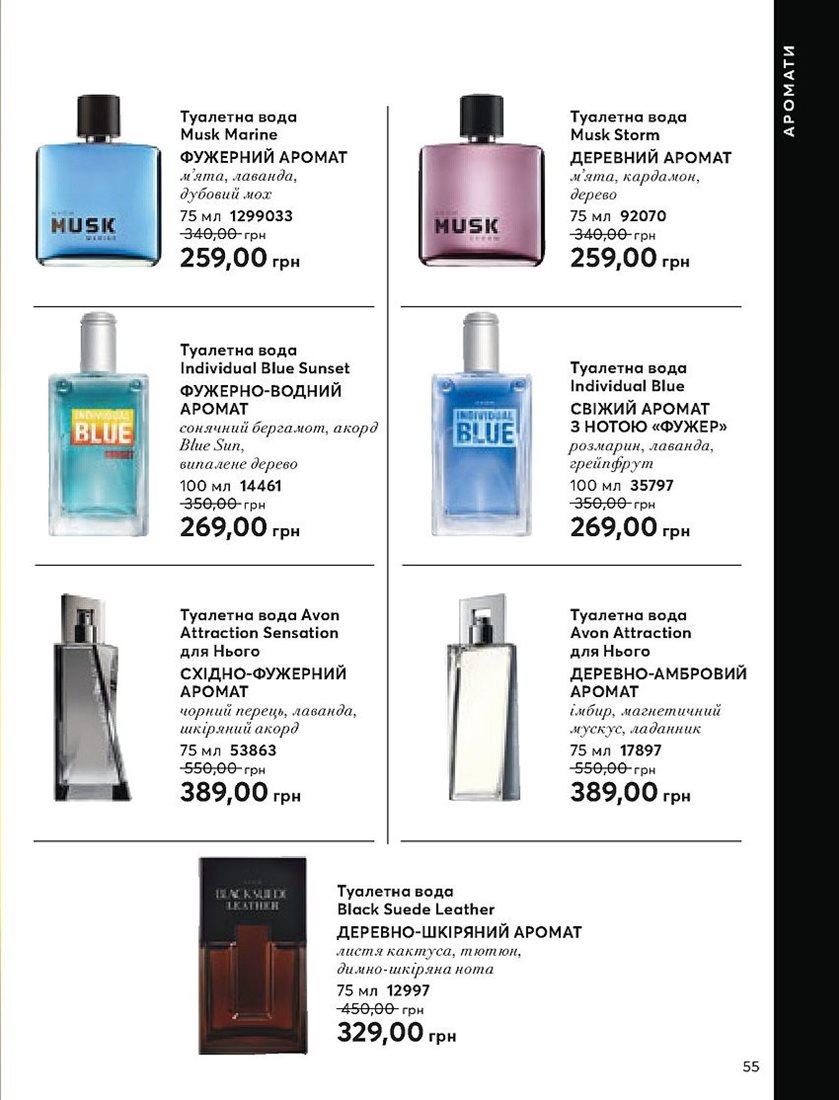 АРОМАТИ
Туалетна вода
Musk Marine
ФУЖЕРНИЙ АРОМАТ
м'ята, лаванда,
дубовий мох
75 мл 1299033
340,00 грн
259,00 грн
MUSK
MARINE
Туалетна вода
Musk Storm
ДЕРЕВНИЙ АРОМАТ
м'ята, кардамон,
дерево
75 мл 92070
340,00 грн
259,00 грн
MUSK
STORM
Туалетна вода
Individual Blue Sunset
ФУЖЕРНО-ВОДНИЙ
АРОМАТ
сонячний бергамот, акорд
Blue Sun,
випалене дерево
100 мл 14461
350,00 грн
269,00 грн
INDIVIDUAL
BLUE
SUNSET
Туалетна вода
Individual Blue
СВІЖИЙ АРОМАТ
З НОТОЮ «ФУЖЕР»
розмарин, лаванда,
грейпфрут
100 мл 35797
350,00 грн
269,00 грн
INDIVIDUAL
BLUE
Туалетна вода Avon
Attraction Sensation
для Нього
СХІДНО-ФУЖЕРНИЙ
АРОМАТ
чорний перець, лаванда,
шкіряний акорд
75 мл 53863
550,00 грн
389,00 грн
Туалетна вода
Avon Attraction
для Нього
ДЕРЕВНО-АМБРОВИЙ
АРОМАТ
імбир, магнетичний
мускус, ладанник
75 мл 17897
550,00 грн
389,00 грн
BLACK SUEDE
LEATHER
Туалетна вода
Black Suede Leather
ДЕРЕВНО-ШКІРЯНИЙ АРОМАТ
листя кактуса, тютюн,
димно-шкіряна нота
75 мл 12997
450,00 грн
329,00 грн
55